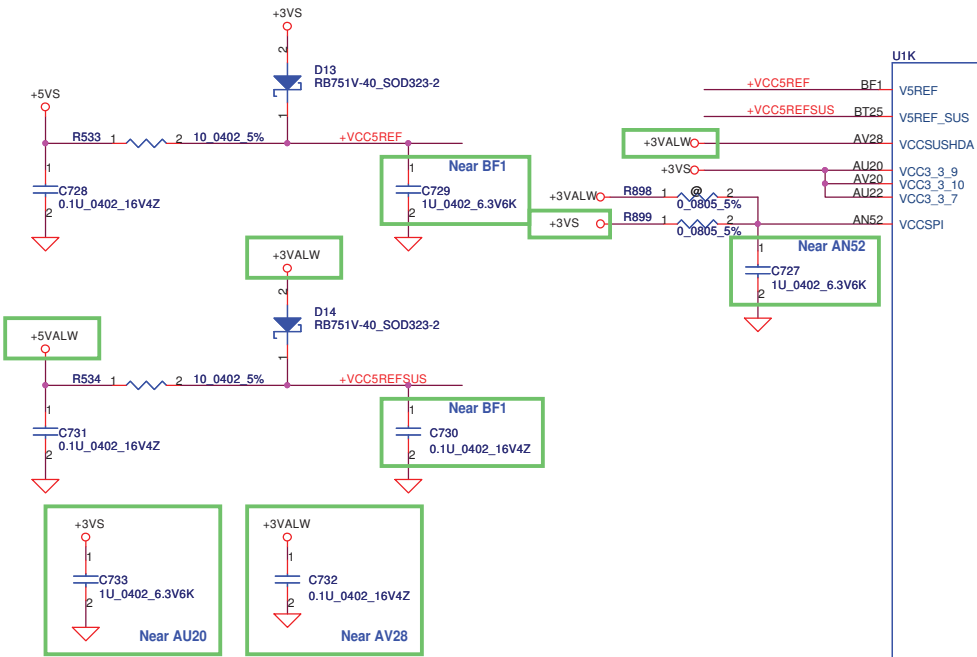 +3VS
2
D13
RB751V-40_SOD323-2
1
+5VS
R533 1 2 10_0402_5% +VCC5REF
1
C728
0.1U_0402_16V4Z
2
Near BF1
1
C729
1U_0402_6.3V6K
2
U1K
+VCC5REF BF1 V5REF
+VCC5REFSUS BT25 V5REF_SUS
+3VALW AV28 VCCSUSHDA
+3VS AU20 VCC3_3_9
AV20 VCC3_3_10
AU22 VCC3_3_7
+3VALW R898 1 @ 2
0_0805_5%
+3VS R899 1 2 AN52 VCCSPI
0_0805_5%
Near AN52
1
C727
1U_0402_6.3V6K
2
+3VALW
2
D14
RB751V-40_SOD323-2
1
+5VALW
R534 1 2 10_0402_5% +VCC5REFSUS
1
C731
0.1U_0402_16V4Z
2
Near BF1
1
C730
0.1U_0402_16V4Z
2
+3VS
1
C733
1U_0402_6.3V6K
2
Near AU20
+3VALW
1
C732
0.1U_0402_16V4Z
2
Near AV28